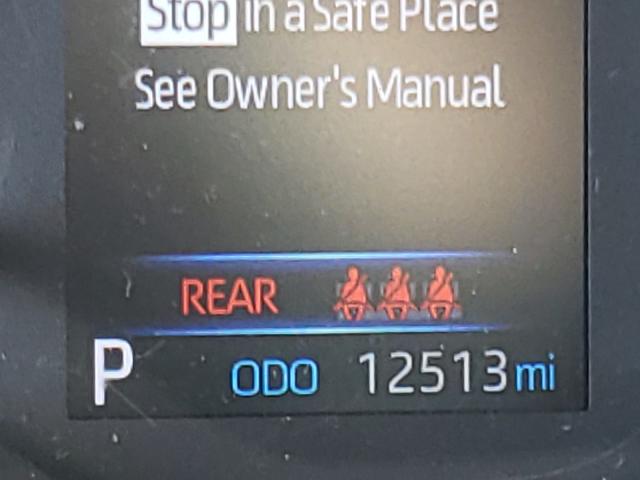 Stop in a Safe Place
See Owner's Manual
REAR
P ODO 12513 mi